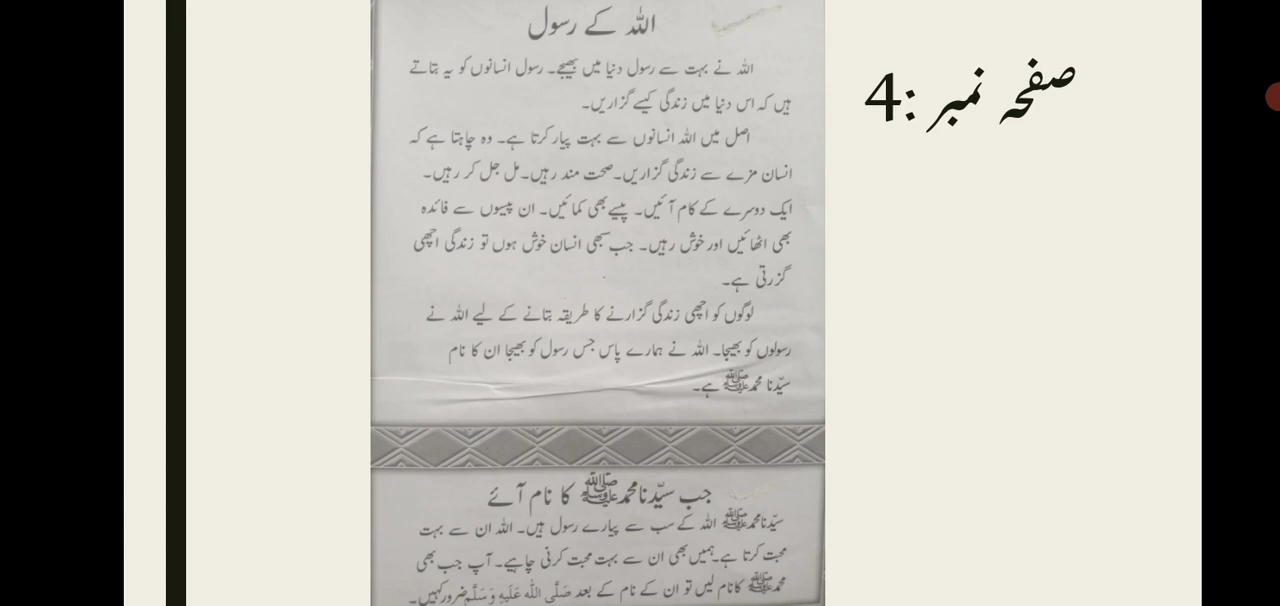 صفحہ نمبر :4
اللہ کے رسول
اللہ نے بہت سے رسول دنیا میں بھیجے۔ رسول انسانوں کو یہ بتاتے
ہیں کہ اس دنیا میں زندگی کیسے گزاریں۔
اصل میں اللہ انسانوں سے بہت پیار کرتا ہے۔ وہ چاہتا ہے کہ
انسان مزے سے زندگی گزاریں۔ صحت مند رہیں۔ مل جل کر رہیں۔
ایک دوسرے کے کام آئیں۔ پیسے بھی کمائیں۔ ان پیسوں سے فائدہ
بھی اٹھائیں اور خوش رہیں۔ جب سبھی انسان خوش ہوں تو زندگی اچھی
گزرتی ہے۔
لوگوں کو اچھی زندگی گزارنے کا طریقہ بتانے کے لیے اللہ نے
رسولوں کو بھیجا۔ اللہ نے ہمارے پاس جس رسول کو بھیجا ان کا نام
سیّدنا محمد ﷺ ہے۔
جب سیّدنا محمد ﷺ کا نام آئے
سیّدنا محمد ﷺ اللہ کے سب سے پیارے رسول ہیں۔ اللہ ان سے بہت
محبت کرتا ہے۔ ہمیں بھی ان سے بہت محبت کرنی چاہیے۔ آپ جب بھی
محمد ﷺ کا نام لیں تو ان کے نام کے بعد صَلَّی اللہُ عَلَیْہِ وَسَلَّم ضرور کہیں۔